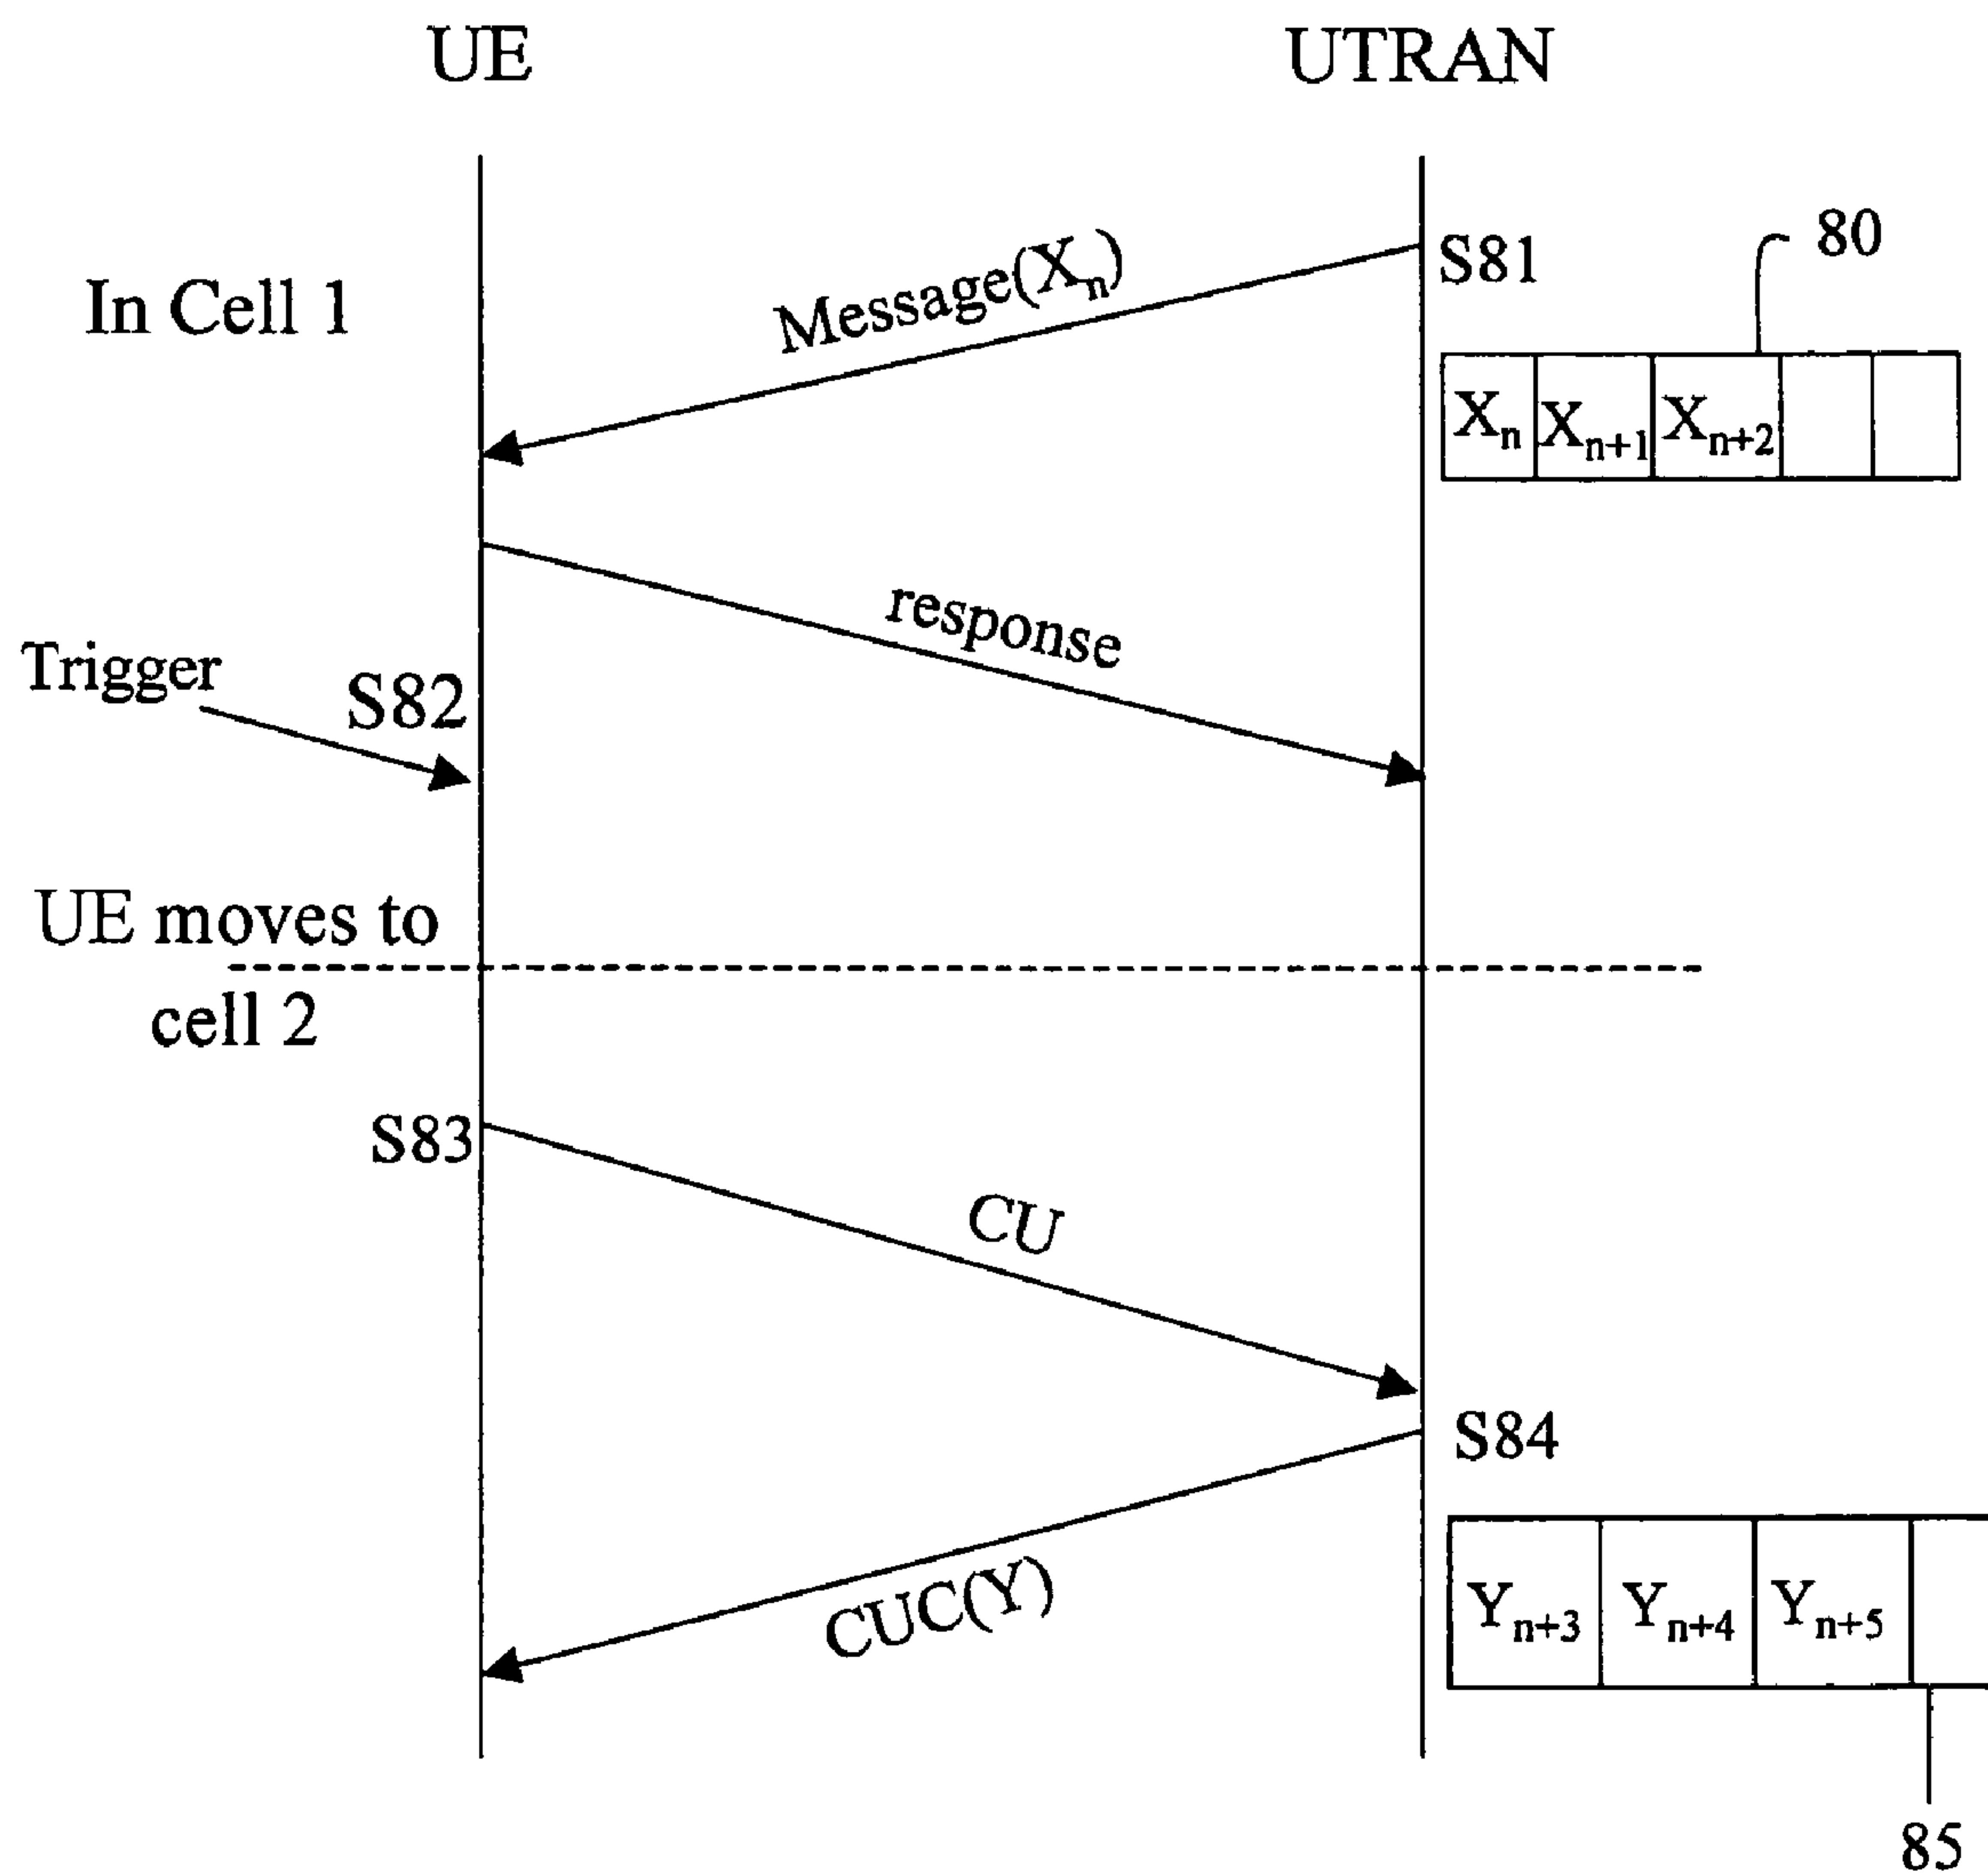 UE
UTRAN
In Cell 1
Message(Xₙ)
S81
80
Xₙ Xₙ₊₁ Xₙ₊₂
response
Trigger
S82
UE moves to
cell 2
S83
CU
S84
CUC(Y)
Yₙ₊₃ Yₙ₊₄ Yₙ₊₅
85